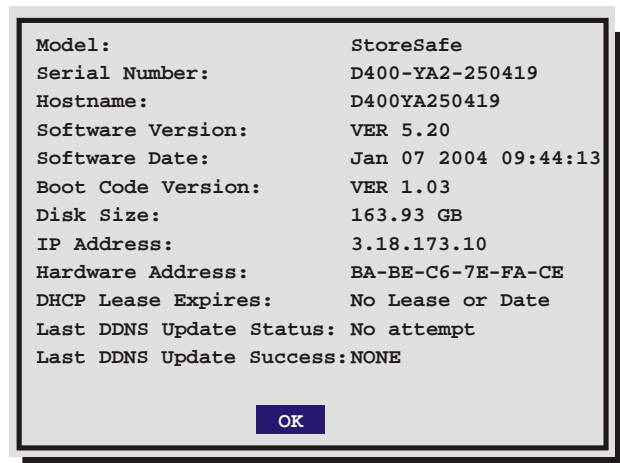 Model: StoreSafe
Serial Number: D400-YA2-250419
Hostname: D400YA250419
Software Version: VER 5.20
Software Date: Jan 07 2004 09:44:13
Boot Code Version: VER 1.03
Disk Size: 163.93 GB
IP Address: 3.18.173.10
Hardware Address: BA-BE-C6-7E-FA-CE
DHCP Lease Expires: No Lease or Date
Last DDNS Update Status: No attempt
Last DDNS Update Success: NONE
OK